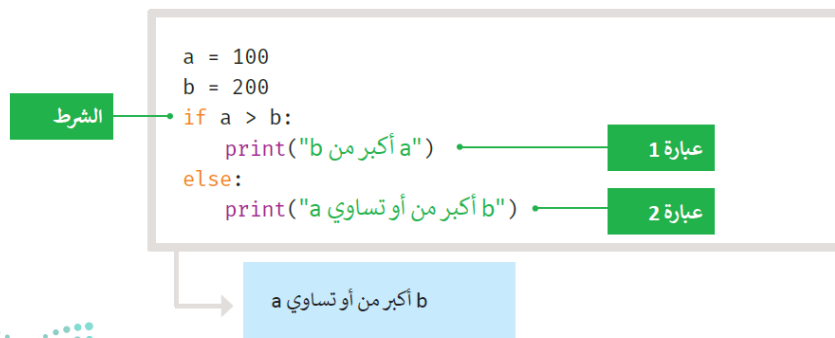 a = 100
b = 200
if a > b:
print("a أكبر من b")
else:
print("b أكبر من أو تساوي a")
الشرط
عبارة 1
عبارة 2
b أكبر من أو تساوي a